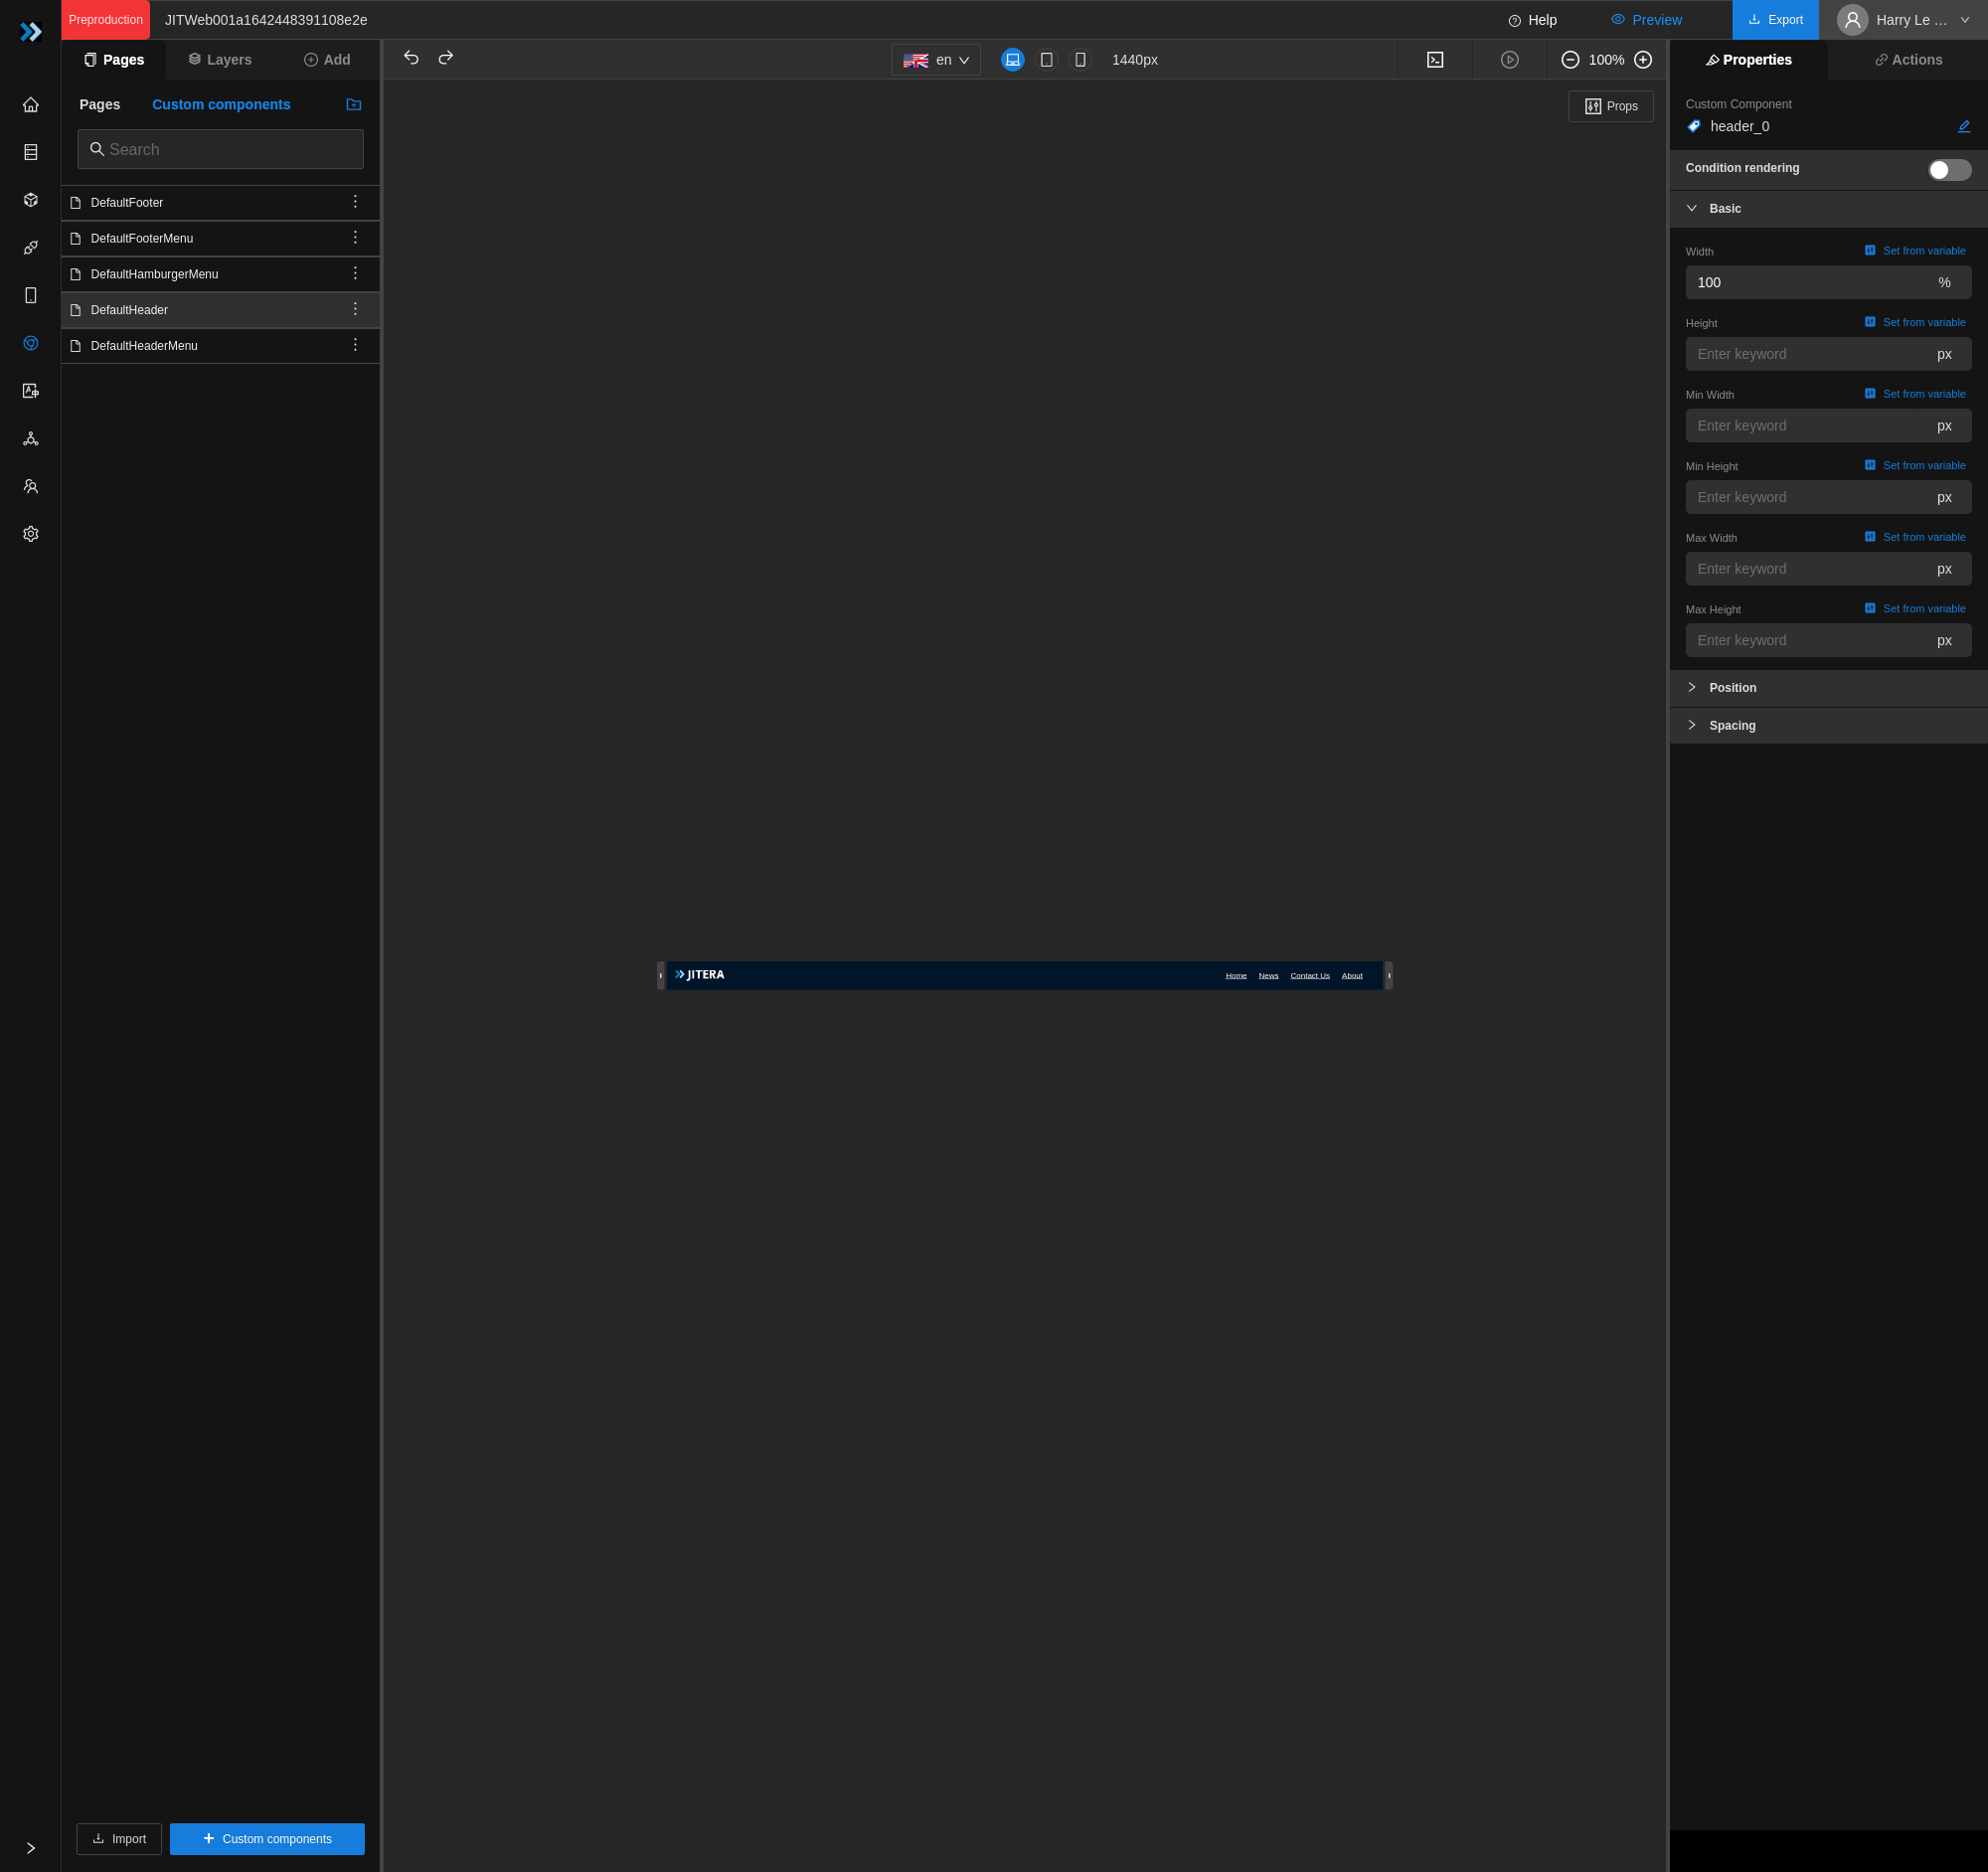 Preproduction
JITWeb001a1642448391108e2e
Help
Preview
Export
Harry Le ...
Pages
Layers
Add
en
1440px
100%
Properties
Actions
Pages
Custom components
Search
DefaultFooter
DefaultFooterMenu
DefaultHamburgerMenu
DefaultHeader
DefaultHeaderMenu
Import
Custom components
Props
JITERA
Home News Contact Us About
Custom Component
header_0
Condition rendering
Basic
Width Set from variable
100 %
Height Set from variable
Enter keyword px
Min Width Set from variable
Enter keyword px
Min Height Set from variable
Enter keyword px
Max Width Set from variable
Enter keyword px
Max Height Set from variable
Enter keyword px
Position
Spacing